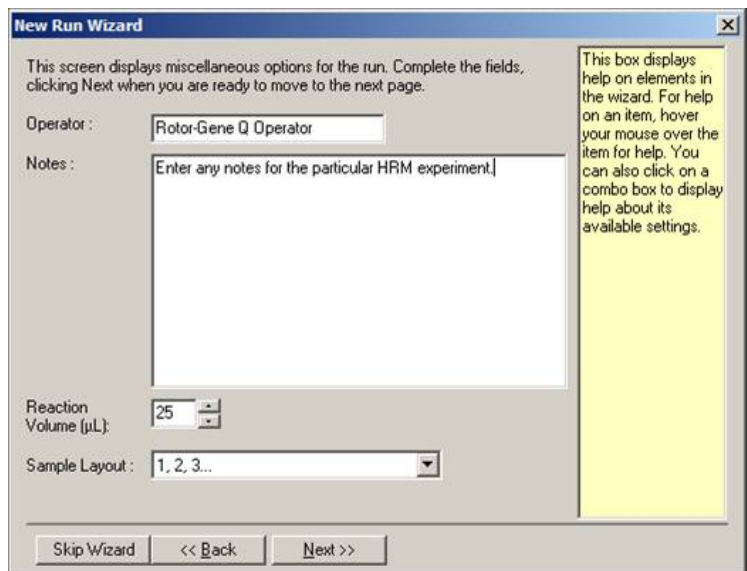 New Run Wizard
This screen displays miscellaneous options for the run. Complete the fields,
clicking Next when you are ready to move to the next page.
Operator :
Rotor-Gene Q Operator
Notes :
Enter any notes for the particular HRM experiment.
Reaction
Volume (µL):
25
Sample Layout :
1, 2, 3...
This box displays
help on elements in
the wizard. For help
on an item, hover
your mouse over the
item for help. You
can also click on a
combo box to display
help about its
available settings.
Skip Wizard
<< Back
Next >>